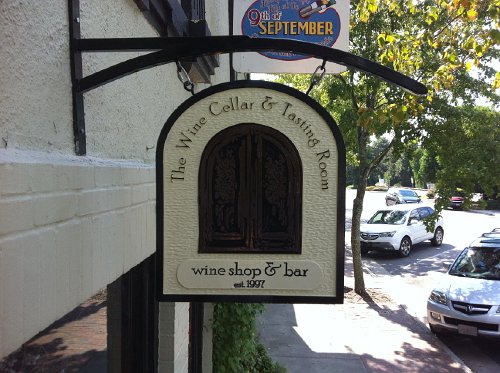 9th of
SEPTEMBER
The Wine Cellar & Tasting Room
wine shop & bar
est. 1997